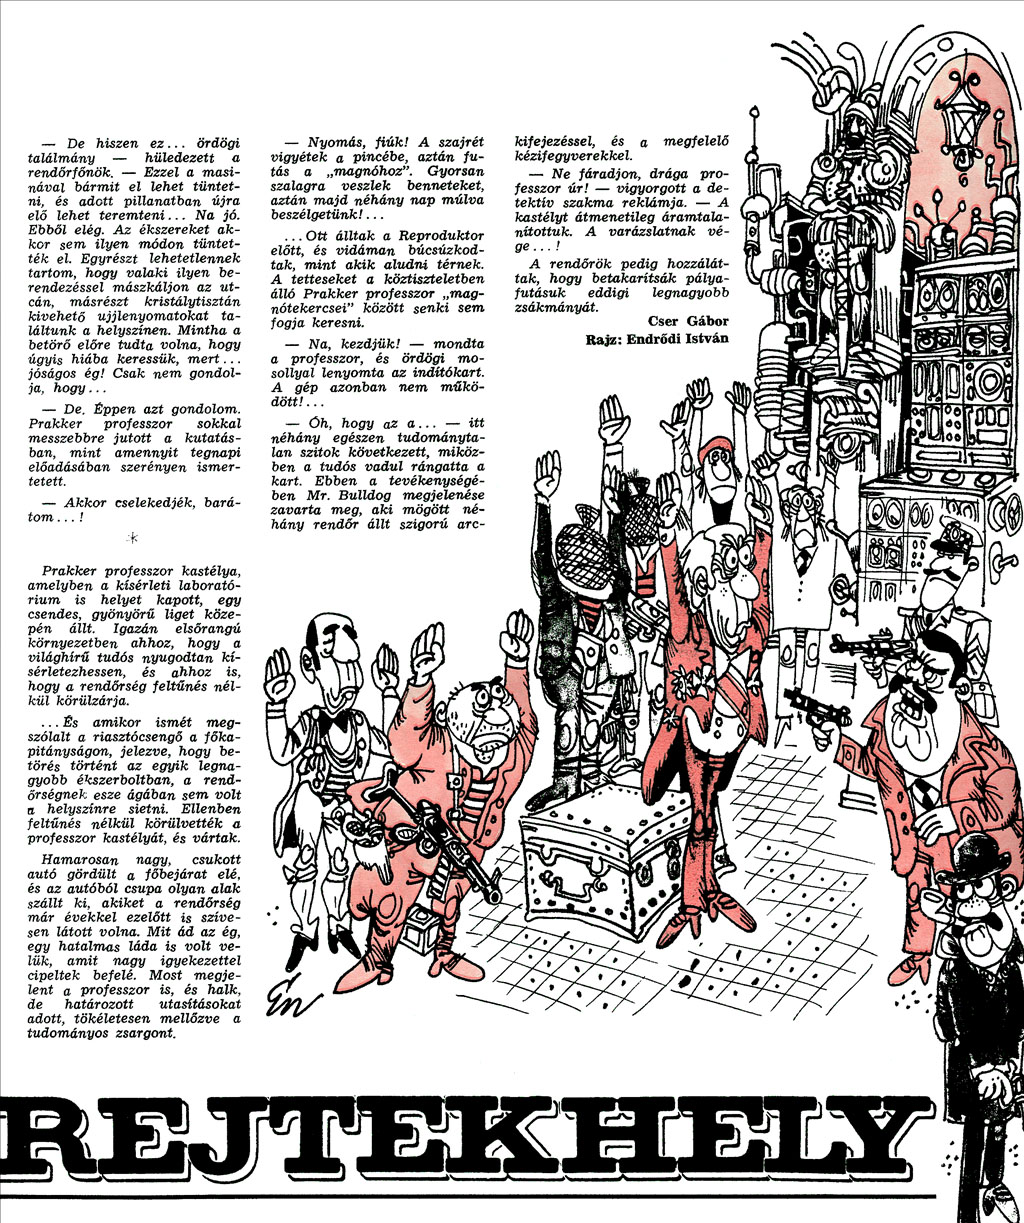 — De hiszen ez... ördögi
találmány — hüledezett a
rendőrfőnök. — Ezzel a masi-
nával bármit el lehet tüntet-
ni, és adott pillanatban újra
elő lehet teremteni... Na jó.
Ebből elég. Az ékszereket ak-
kor sem ilyen módon tüntet-
ték el. Egyrészt lehetetlennek
tartom, hogy valaki ilyen be-
rendezéssel mászkáljon az ut-
cán, másrészt kristálytisztán
kivehető ujjlenyomatokat ta-
láltunk a helyszínen. Mintha a
betörő előre tudta volna, hogy
úgyis hiába keressük, mert...
jóságos ég! Csak nem gondol-
ja, hogy...
— De. Éppen azt gondolom.
Prakker professzor sokkal
messzebbre jutott a kutatás-
ban, mint amennyit tegnapi
előadásában szerényen ismer-
tetett.
— Akkor cselekedjék, bará-
tom...!
*
Prakker professzor kastélya,
amelyben a kísérleti laborató-
rium is helyet kapott, egy
csendes, gyönyörű liget köze-
pén állt. Igazán elsőrangú
környezetben ahhoz, hogy a
világhírű tudós nyugodtan kí-
sérletezhessen, és ahhoz is,
hogy a rendőrség feltűnés nél-
kül körülzárja.
...És amikor ismét meg-
szólalt a riasztócsengő a főka-
pitányságon, jelezve, hogy be-
törés történt az egyik legna-
gyobb ékszerboltban, a rend-
őrségnek esze ágában sem volt
a helyszínre sietni. Ellenben
feltűnés nélkül körülvették a
professzor kastélyát, és vártak.
Hamarosan nagy, csukott
autó gördült a főbejárat elé,
és az autóból csupa olyan alak
szállt ki, akiket a rendőrség
már évekkel ezelőtt is szíve-
sen látott volna. Mit ád az ég,
egy hatalmas láda is volt ve-
lük, amit nagy igyekezettel
cipeltek befelé. Most megje-
lent a professzor is, és halk,
de határozott utasításokat
adott, tökéletesen mellőzve a
tudományos zsargont.
— Nyomás, fiúk! A szajrét
vigyétek a pincébe, aztán fu-
tás a „magnóhoz”. Gyorsan
szalagra veszlek benneteket,
aztán majd néhány nap múlva
beszélgetünk!...
...Ott álltak a Reproduktor
előtt, és vidáman búcsúzkod-
tak, mint akik aludni térnek.
A tetteseket a köztiszteletben
álló Prakker professzor „mag-
nótekercsei” között senki sem
fogja keresni.
— Na, kezdjük! — mondta
a professzor, és ördögi mo-
sollyal lenyomta az indítókart.
A gép azonban nem műkö-
dött!...
— Óh, hogy az a... — itt
néhány egészen tudományta-
lan szitok következett, miköz-
ben a tudós vadul rángatta a
kart. Ebben a tevékenységé-
ben Mr. Bulldog megjelenése
zavarta meg, aki mögött né-
hány rendőr állt szigorú arc-
kifejezéssel, és a megfelelő
kézifegyverekkel.
— Ne fáradjon, drága pro-
fesszor úr! — vigyorgott a de-
tektív szakma reklámja. — A
kastélyt átmenetileg áramtala-
nítottuk. A varázslatnak vé-
ge...!
A rendőrök pedig hozzálát-
tak, hogy betakarítsák pálya-
futásuk eddigi legnagyobb
zsákmányát.
Cser Gábor
Rajz: Endrődi István
REJTEKHELY